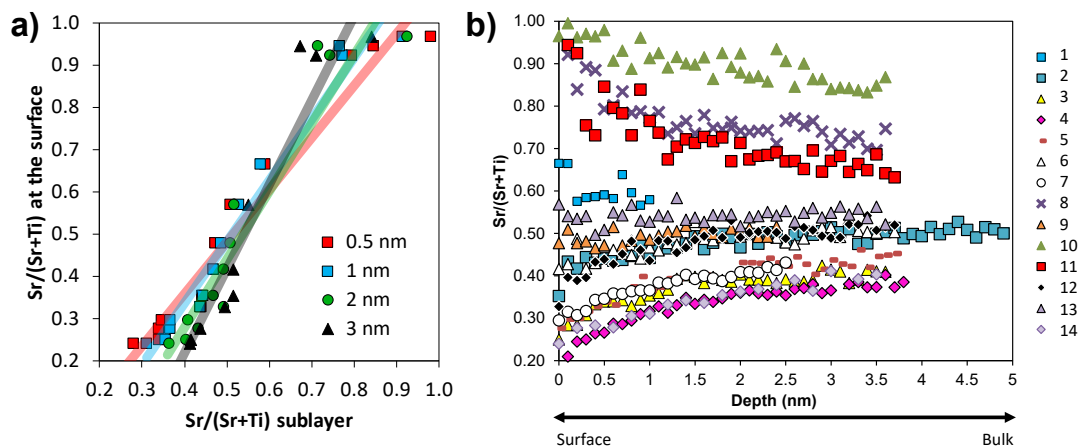 a)
Sr/(Sr+Ti) at the surface
1.0
0.9
0.8
0.7
0.6
0.5
0.4
0.3
0.2
0.2 0.3 0.4 0.5 0.6 0.7 0.8 0.9 1.0
Sr/(Sr+Ti) sublayer
0.5 nm
1 nm
2 nm
3 nm
b)
Sr/(Sr+Ti)
1.00
0.90
0.80
0.70
0.60
0.50
0.40
0.30
0.20
0 0.5 1 1.5 2 2.5 3 3.5 4 4.5 5
Depth (nm)
Surface Bulk
1
2
3
4
5
6
7
8
9
10
11
12
13
14